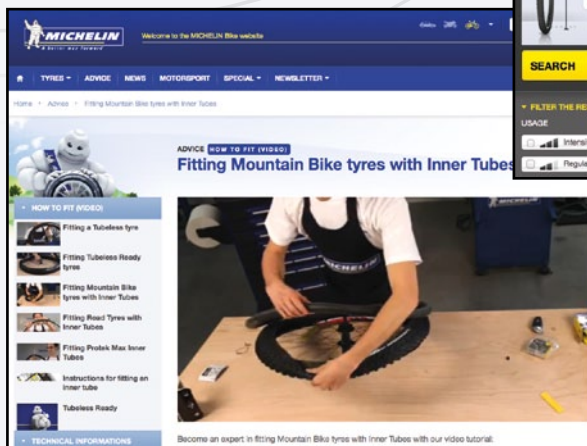 MICHELIN
A better way forward
Welcome to the MICHELIN Bike website
TYRES
ADVICE
NEWS
MOTORSPORT
SPECIAL
NEWSLETTER
Home
Advice
Fitting Mountain Bike tyres with Inner Tubes
ADVICE HOW TO FIT (VIDEO)
Fitting Mountain Bike tyres with Inner Tubes
HOW TO FIT (VIDEO)
Fitting a Tubeless tyre
Fitting Tubeless Ready
tyres
Fitting Mountain Bike
tyres with Inner Tubes
Fitting Road Tyres with
Inner Tubes
Fitting Protek Max Inner
Tubes
Instructions for fitting an
inner tube
Tubeless Ready
TECHNICAL INFORMATIONS
MICHELIN
MICHELIN
Become an expert in fitting Mountain Bike tyres with Inner Tubes with our video tutorial:
SEARCH
FILTER THE RE
USAGE
Intensi
Regula